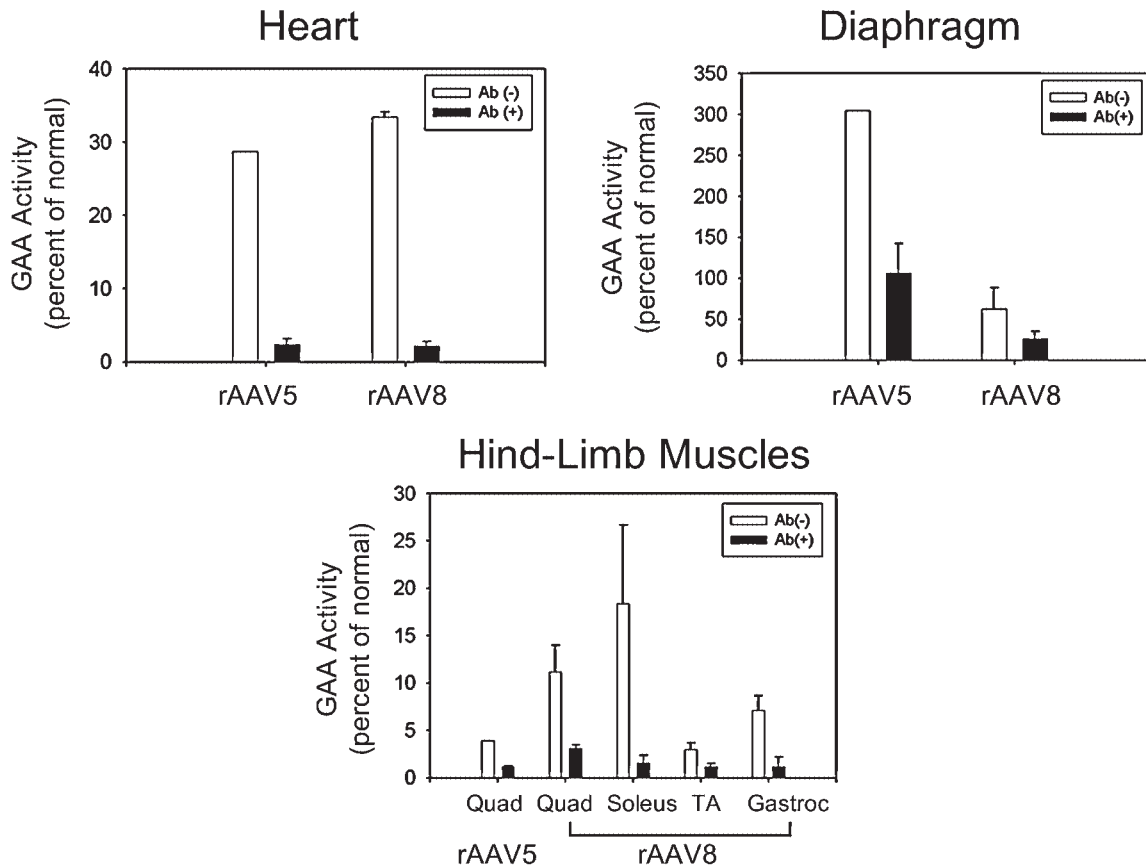 Heart
GAA Activity
(percent of normal)
40
30
20
10
0
Ab (-)
Ab (+)
rAAV5 rAAV8
Diaphragm
GAA Activity
(percent of normal)
350
300
250
200
150
100
50
0
Ab(-)
Ab(+)
rAAV5 rAAV8
Hind-Limb Muscles
GAA Activity
(percent of normal)
30
25
20
15
10
5
0
Ab(-)
Ab(+)
Quad Quad Soleus TA Gastroc
rAAV5 rAAV8